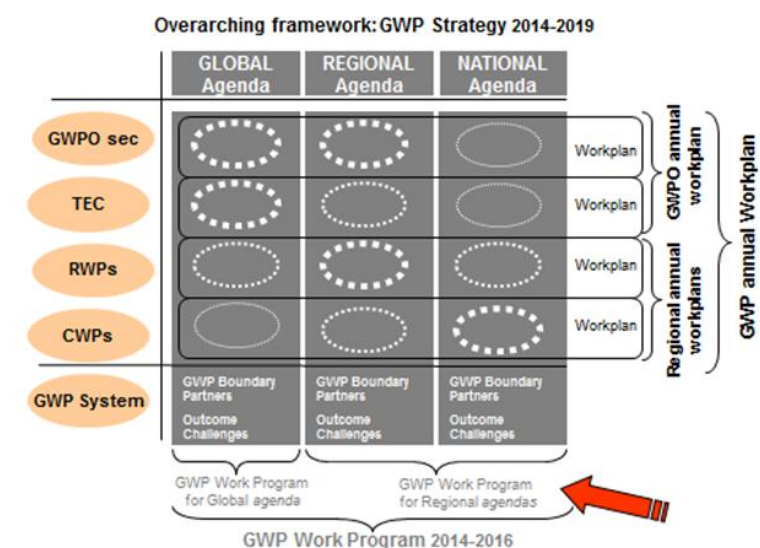 Overarching framework: GWP Strategy 2014-2019
GLOBAL
Agenda
REGIONAL
Agenda
NATIONAL
Agenda
GWPO sec
Workplan
TEC
Workplan
RWPs
Workplan
CWPs
Workplan
GWPO annual
workplan
Regional annual
workplans
GWP annual Workplan
GWP System
GWP Boundary
Partners
Outcome
Challenges
GWP Boundary
Partners
Outcome
Challenges
GWP Boundary
Partners
Outcome
Challenges
GWP Work Program
for Global agenda
GWP Work Program
for Regional agendas
GWP Work Program 2014-2016